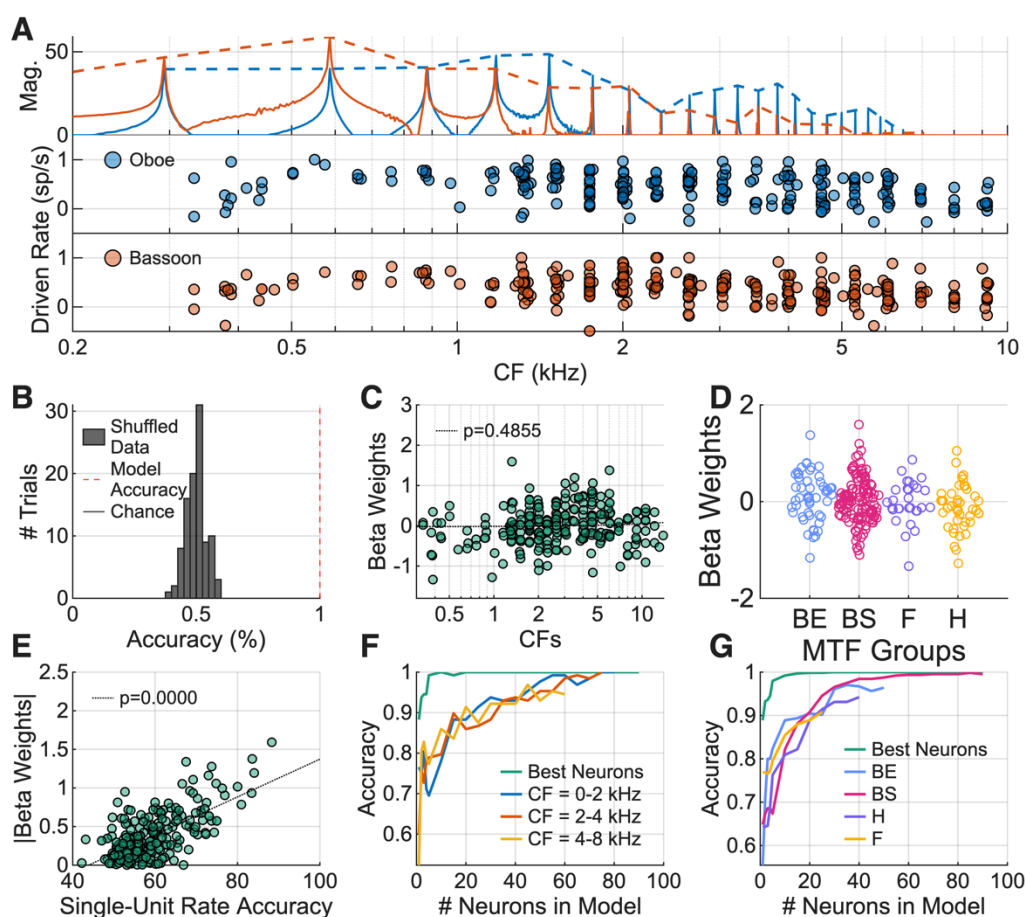 A
Mag.
50
0
Driven Rate (sp/s)
1
0
Oboe
1
0
Bassoon
0.2 0.5 1 2 5 10
CF (kHz)
B
# Trials
30
20
10
0
Shuffled
Data
Model
Accuracy
Chance
0 0.5 1
Accuracy (%)
C
Beta Weights
3
2
1
0
-1
p=0.4855
0.5 1 2 5 10
CFs
D
Beta Weights
2
0
-2
BE BS F H
MTF Groups
E
|Beta Weights|
2.5
2
1.5
1
0.5
0
p=0.0000
40 60 80 100
Single-Unit Rate Accuracy
F
Accuracy
1
0.9
0.8
0.7
0.6
Best Neurons
CF = 0-2 kHz
CF = 2-4 kHz
CF = 4-8 kHz
0 20 40 60 80 100
# Neurons in Model
G
Accuracy
1
0.9
0.8
0.7
0.6
Best Neurons
BE
BS
H
F
0 20 40 60 80 100
# Neurons in Model